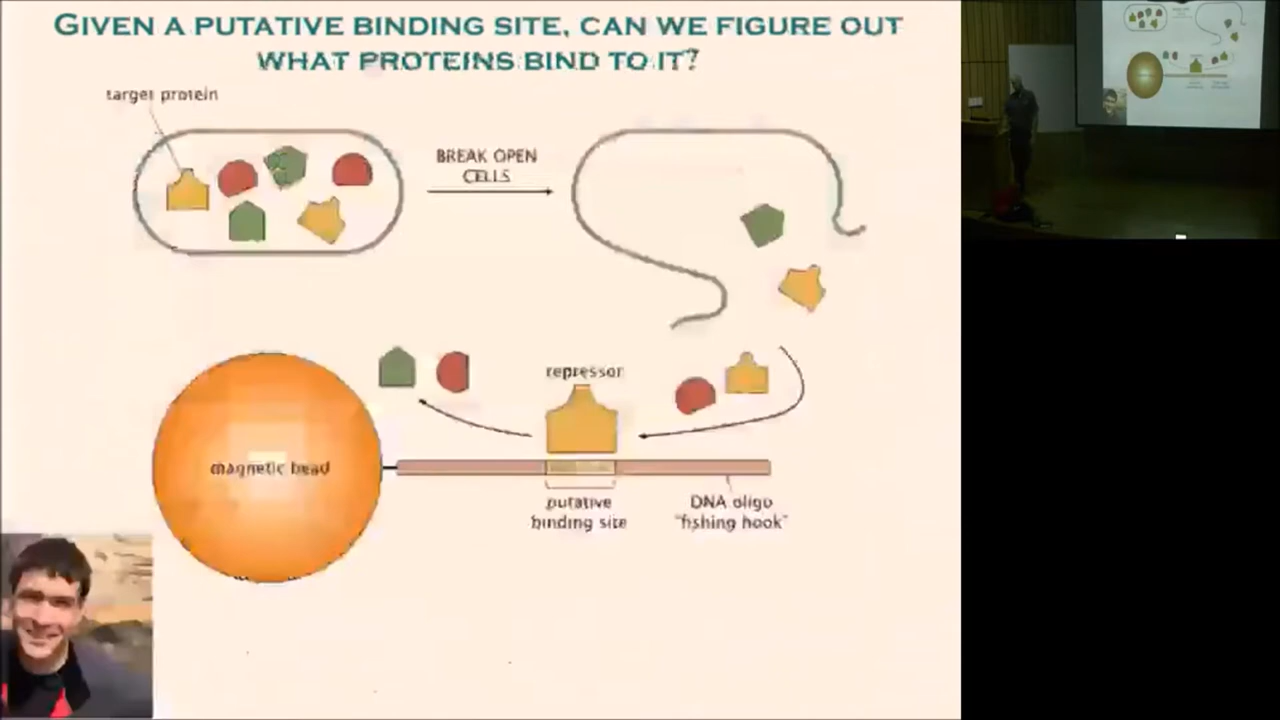 GIVEN A PUTATIVE BINDING SITE, CAN WE FIGURE OUT
WHAT PROTEINS BIND TO IT?
target protein
BREAK OPEN
CELLS
repressor
magnetic bead
putative
binding site
DNA oligo
"fishing hook"